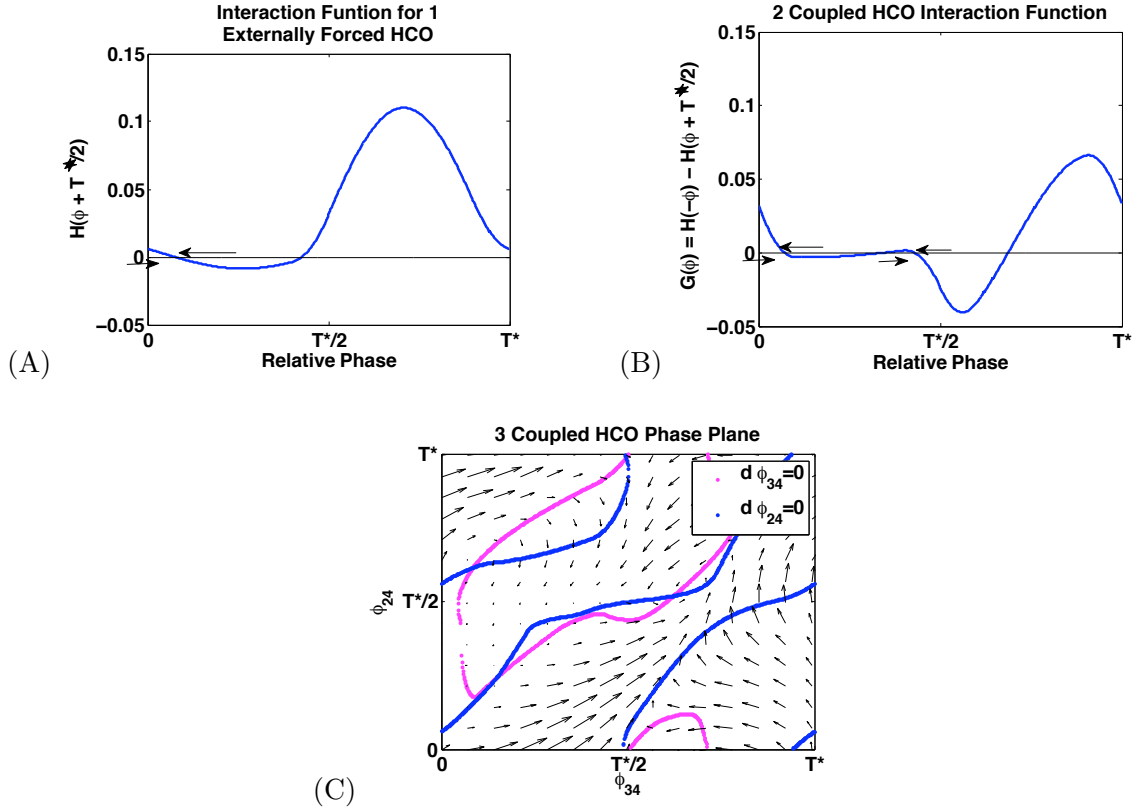 Interaction Funtion for 1
Externally Forced HCO
H(ϕ + T*/2)
0.15
0.1
0.05
0
−0.05
0
T*/2
T*
Relative Phase
(A)
2 Coupled HCO Interaction Function
G(ϕ) = H(-ϕ) − H(ϕ + T*/2)
0.15
0.1
0.05
0
−0.05
0
T*/2
T*
Relative Phase
(B)
3 Coupled HCO Phase Plane
d ϕ34=0
d ϕ24=0
ϕ24
T*
T*/2
0
0
T*/2
T*
ϕ34
(C)